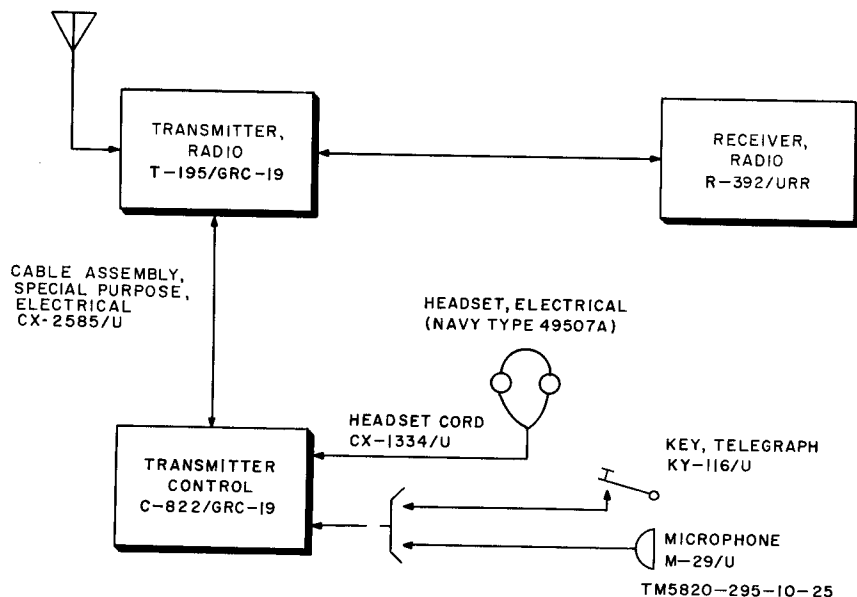 TRANSMITTER,
RADIO
T-195/GRC-19
RECEIVER,
RADIO
R-392/URR
CABLE ASSEMBLY,
SPECIAL PURPOSE,
ELECTRICAL
CX-2585/U
HEADSET, ELECTRICAL
(NAVY TYPE 49507A)
HEADSET CORD
CX-1334/U
TRANSMITTER
CONTROL
C-822/GRC-19
KEY, TELEGRAPH
KY-116/U
MICROPHONE
M-29/U
TM5820-295-10-25